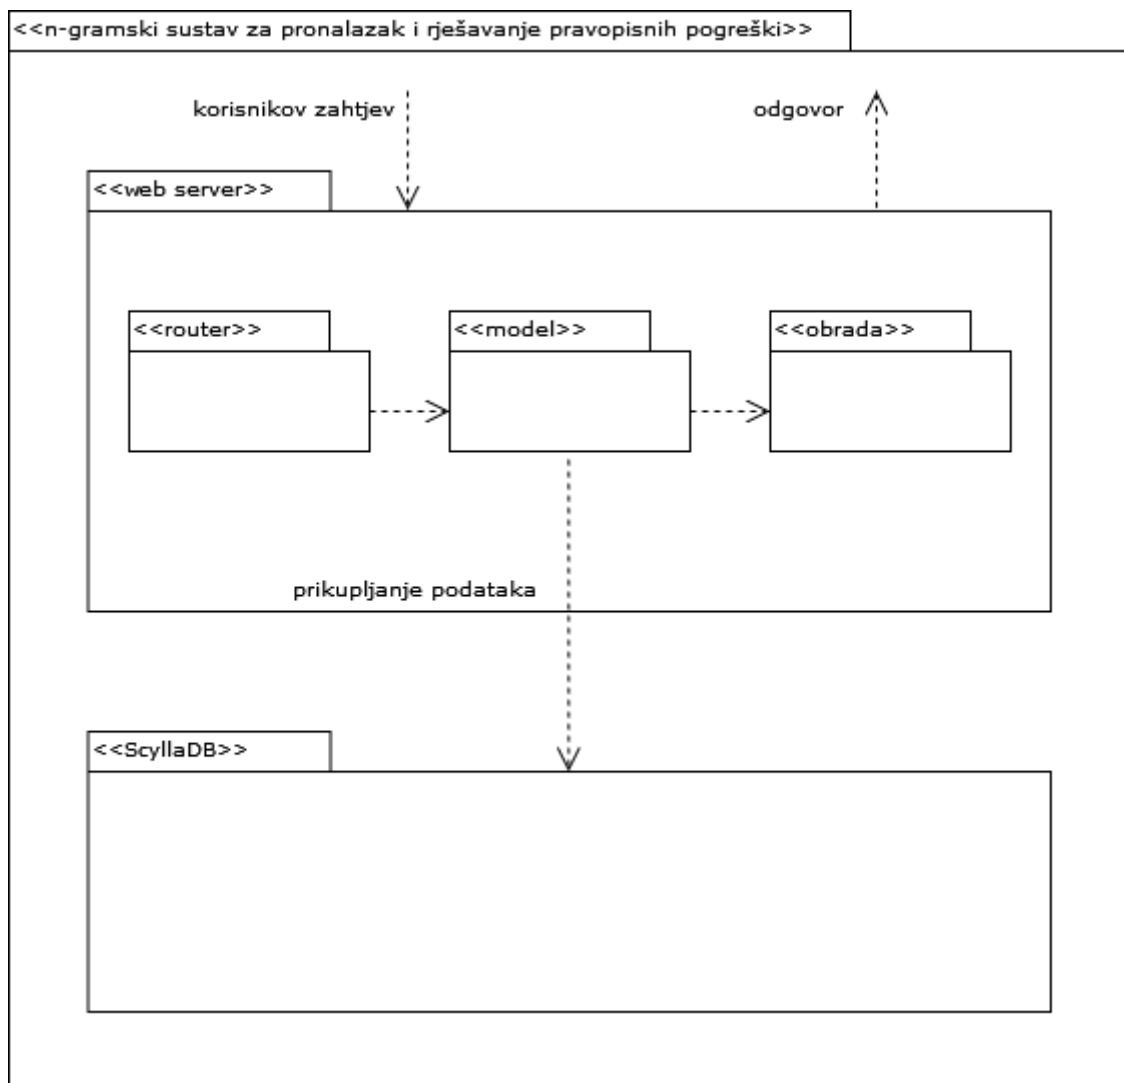 <<n-gramski sustav za pronalazak i rješavanje pravopisnih pogreški>>
korisnikov zahtjev
odgovor
<<web server>>
<<router>>
<<model>>
<<obrada>>
prikupljanje podataka
<<ScyllaDB>>